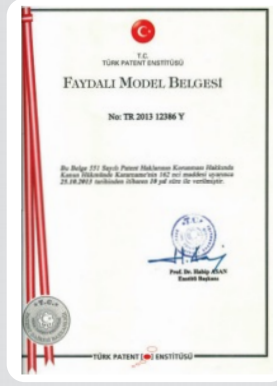 T.C.
TÜRK PATENT ENSTİTÜSÜ
FAYDALI MODEL BELGESİ
No: TR 2013 12386 Y
Bu Belge 551 Sayılı Patent Haklarının Korunması Hakkında
Kanun Hükmünde Kararname'nin 162 nci maddesi uyarınca
25.10.2013 tarihinden itibaren 10 yıl süre ile verilmiştir.
Prof. Dr. Habip ASAN
Enstitü Başkanı
T.C.
TÜRK PATENT ENSTİTÜSÜ